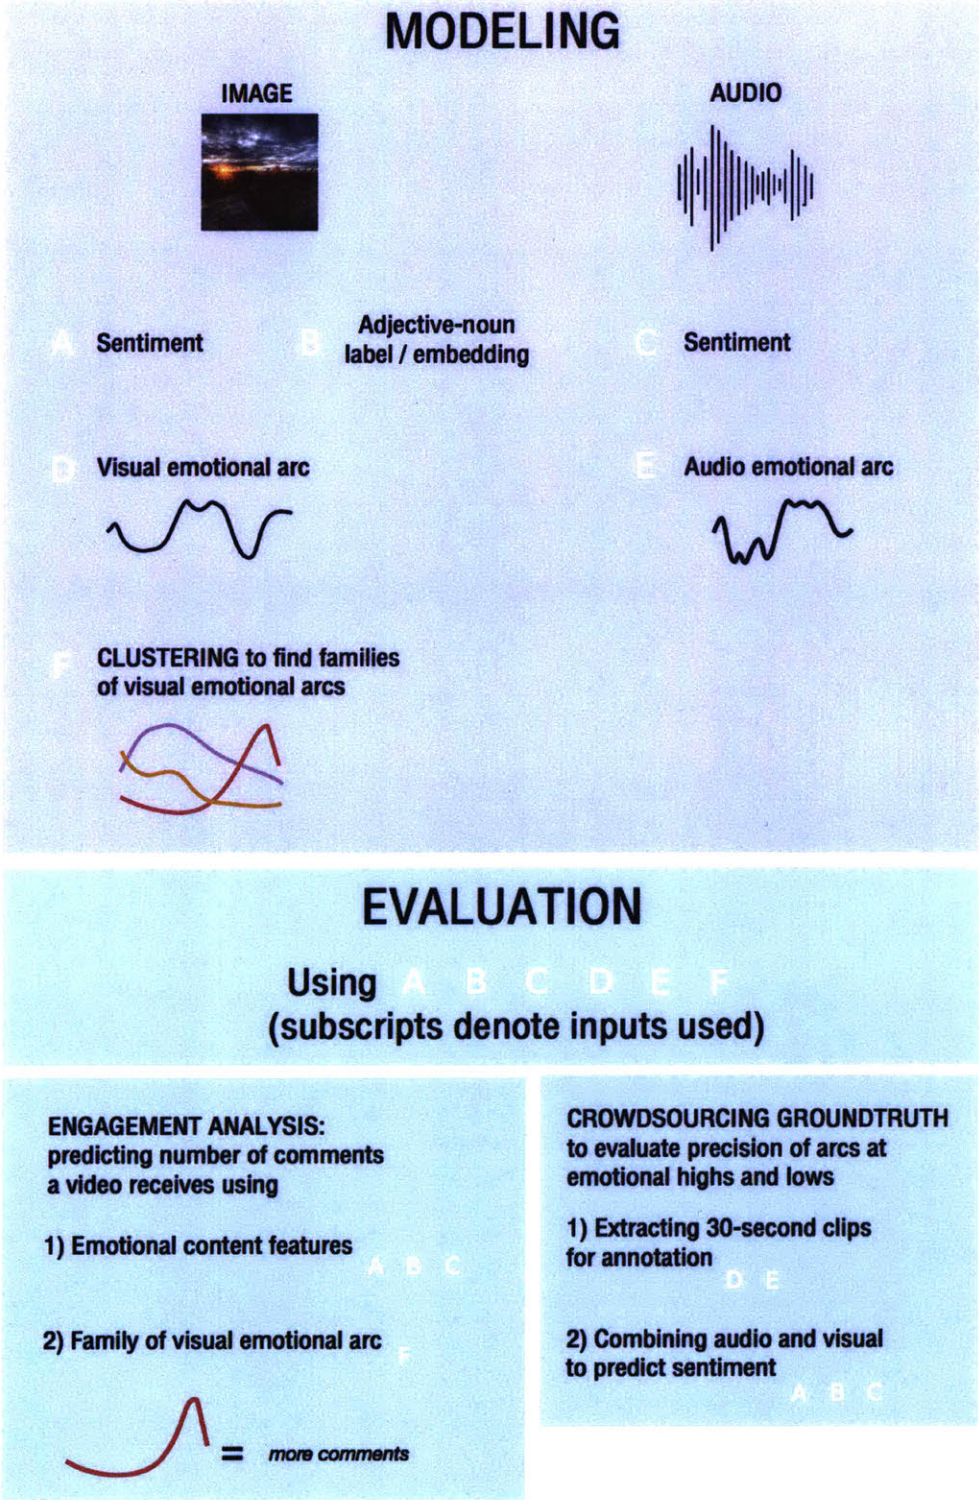 MODELING
IMAGE
AUDIO
A Sentiment
B Adjective-noun
label / embedding
C Sentiment
D Visual emotional arc
E Audio emotional arc
F CLUSTERING to find families
of visual emotional arcs
EVALUATION
Using A B C D E F
(subscripts denote inputs used)
ENGAGEMENT ANALYSIS:
predicting number of comments
a video receives using
1) Emotional content features
A B C
2) Family of visual emotional arc
F
= more comments
CROWDSOURCING GROUNDTRUTH
to evaluate precision of arcs at
emotional highs and lows
1) Extracting 30-second clips
for annotation
D E
2) Combining audio and visual
to predict sentiment
A B C